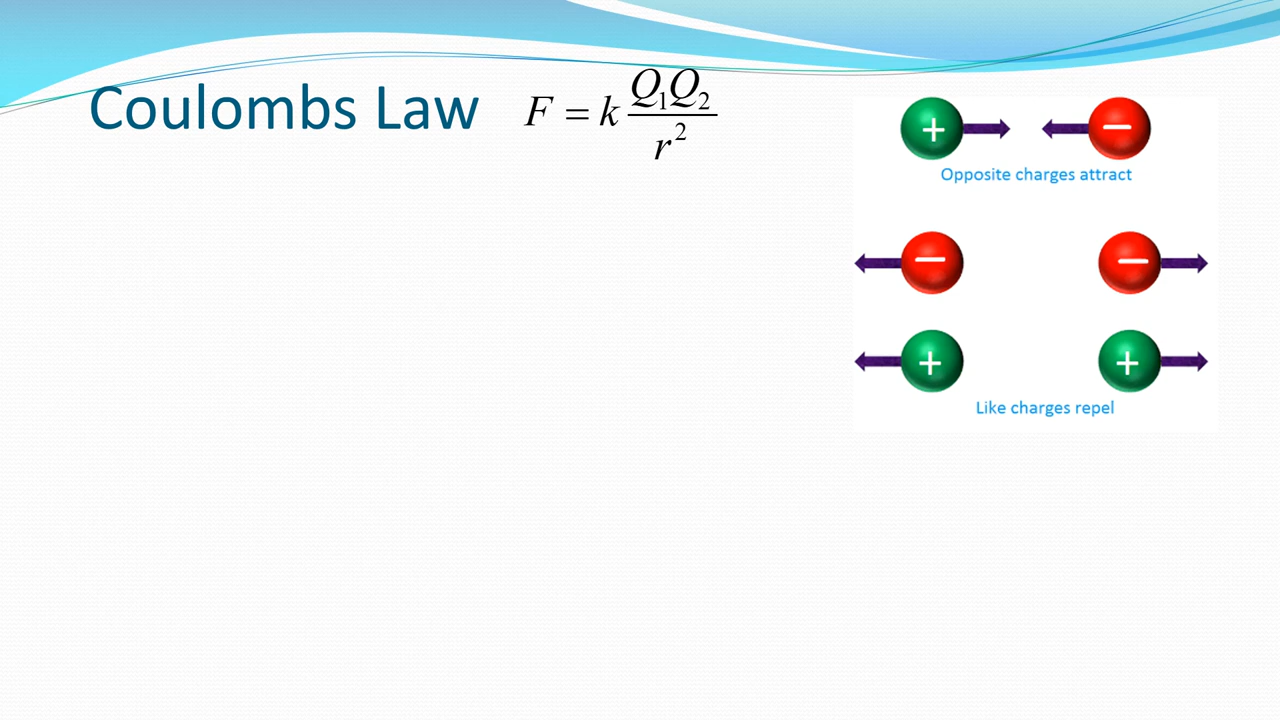 Coulombs Law
F = k Q₁Q₂ / r²
+ −
Opposite charges attract
− −
+ +
Like charges repel